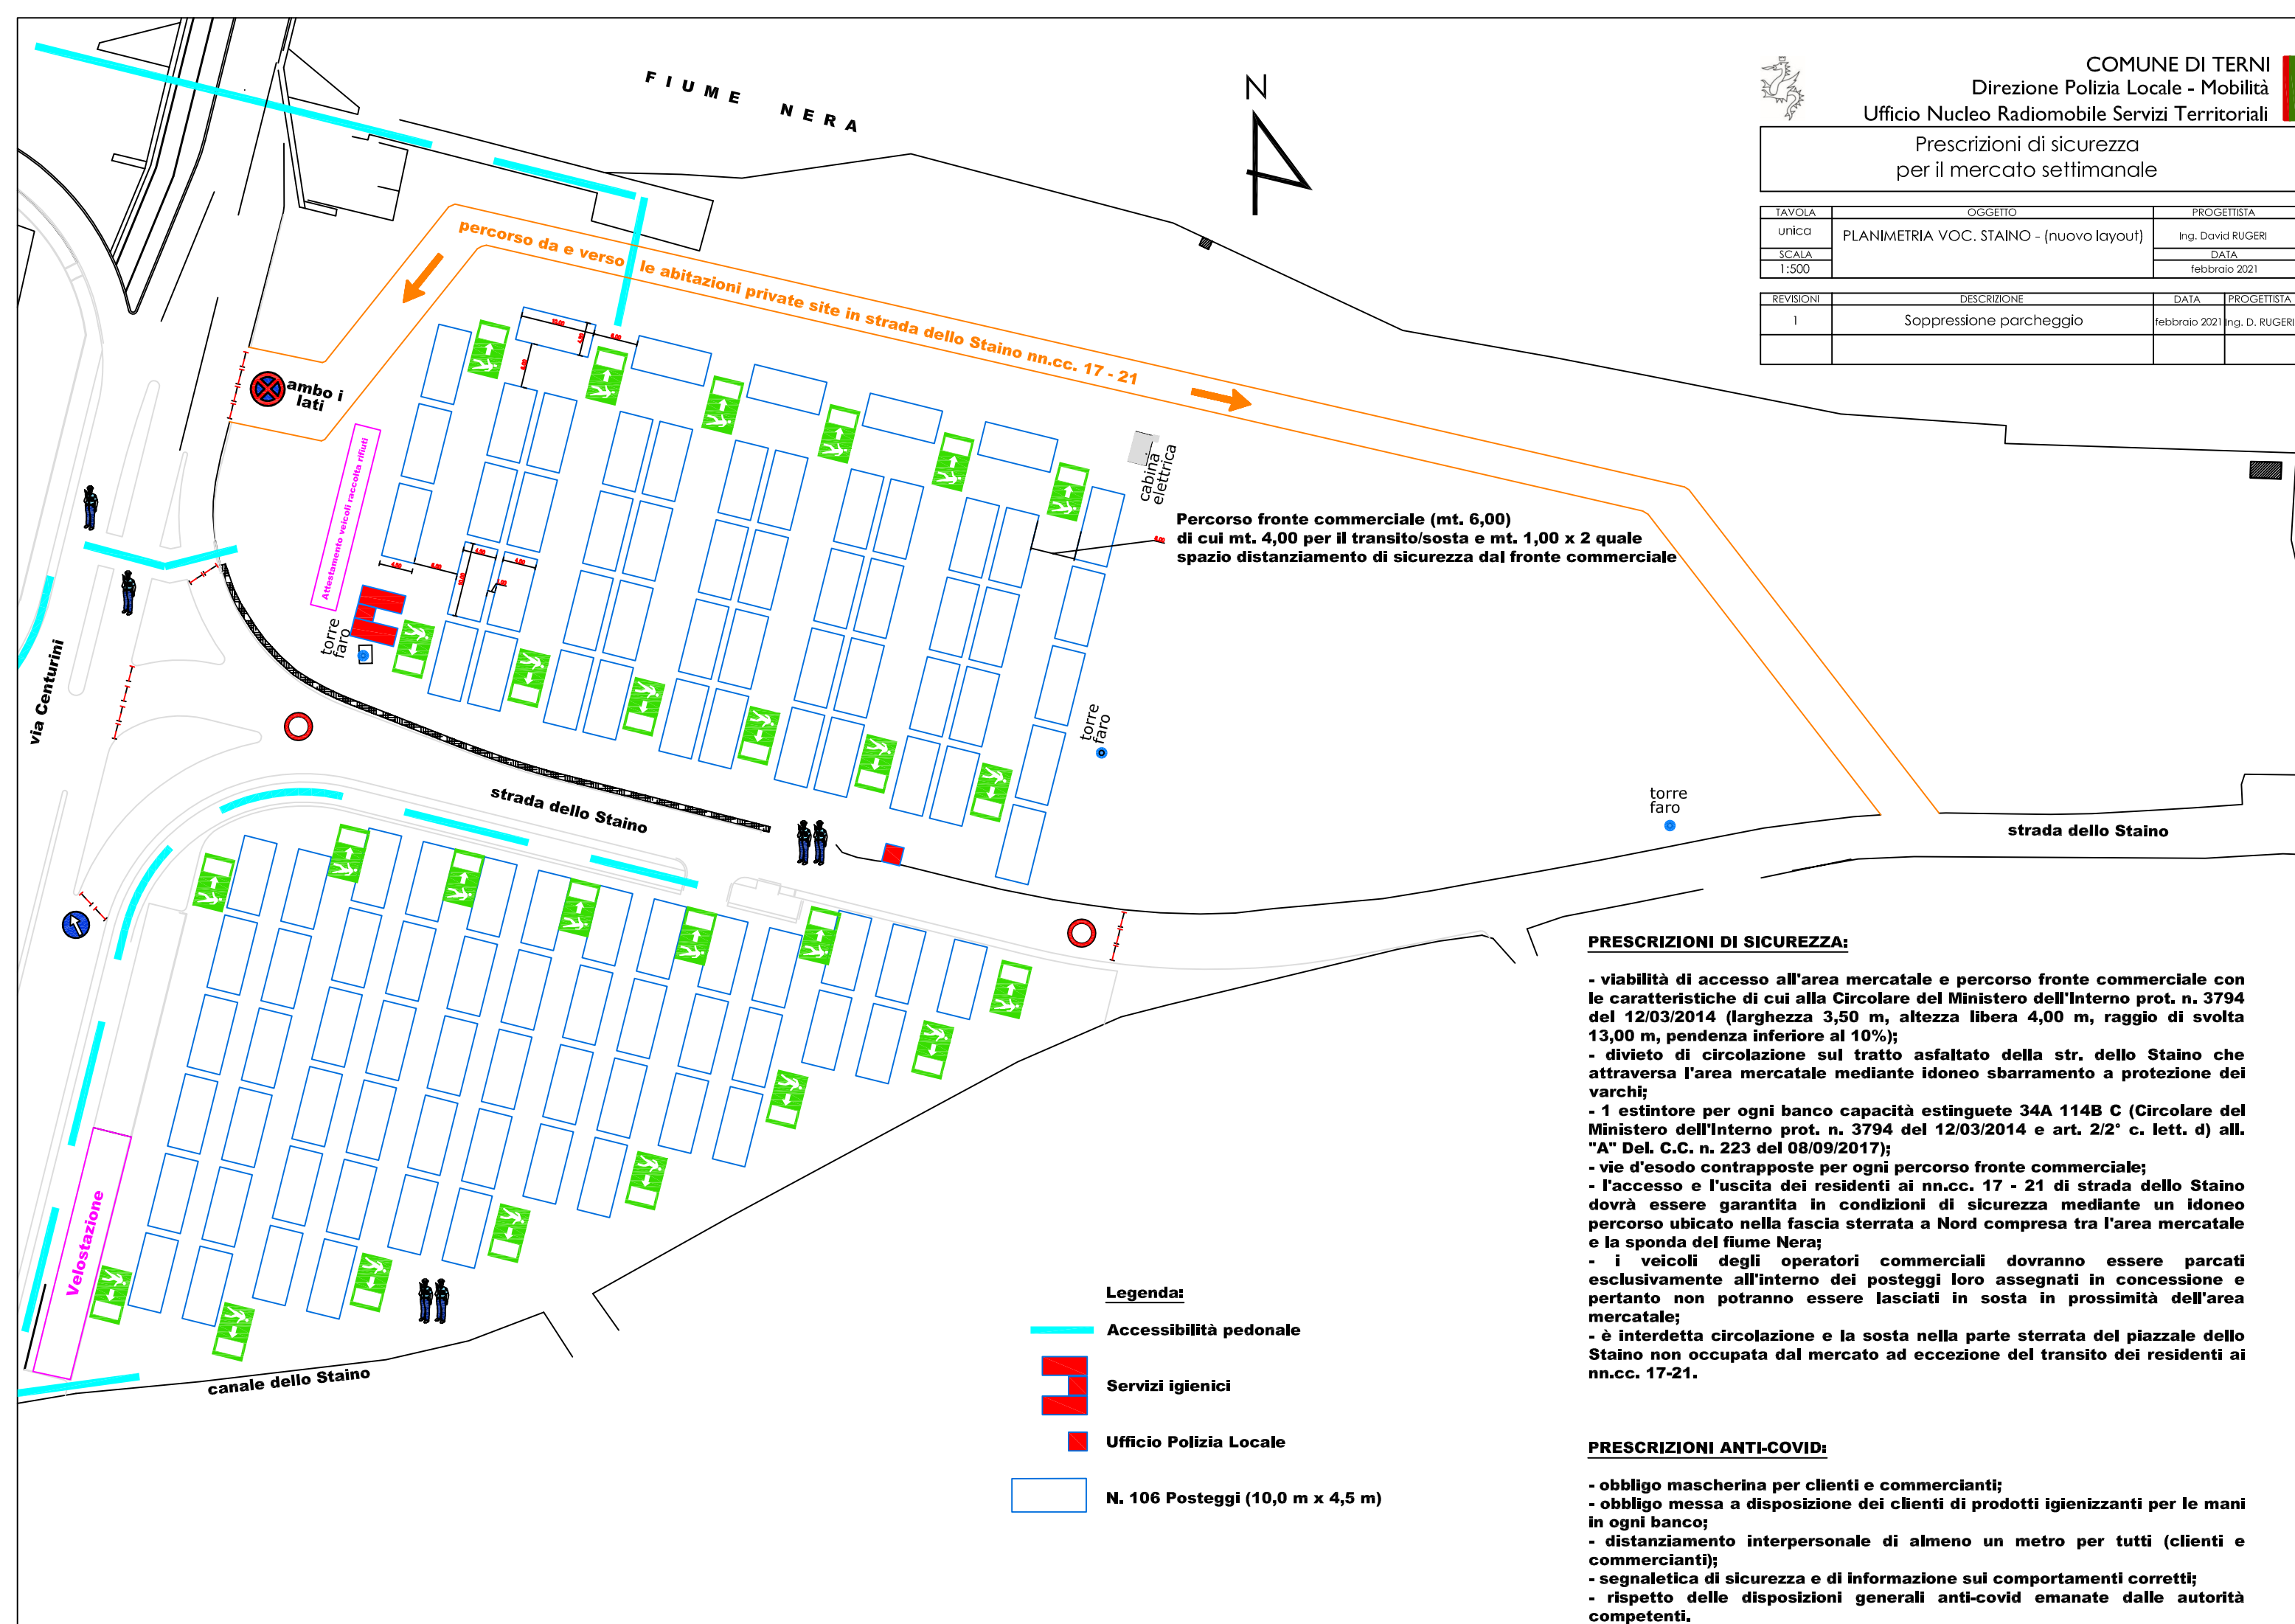 COMUNE DI TERNI
Direzione Polizia Locale - Mobilità
Ufficio Nucleo Radiomobile Servizi Territoriali
Prescrizioni di sicurezza
per il mercato settimanale
TAVOLA
OGGETTO
PROGETTISTA
unica
PLANIMETRIA VOC. STAINO - (nuovo layout)
Ing. David RUGERI
SCALA
DATA
1:500
febbraio 2021
REVISIONI
DESCRIZIONE
DATA
PROGETTISTA
1
Soppressione parcheggio
febbraio 2021
Ing. D. RUGERI
FIUME NERA
N
percorso da e verso le abitazioni private site in strada dello Staino nn.cc. 17 - 21
ambo i
lati
Attestamento veicoli raccolta rifiuti
cabina
elettrica
Percorso fronte commerciale (mt. 6,00)
di cui mt. 4,00 per il transito/sosta e mt. 1,00 x 2 quale
spazio distanziamento di sicurezza dal fronte commerciale
torre
faro
via Centurini
torre
faro
strada dello Staino
torre
faro
strada dello Staino
Velostazione
canale dello Staino
Legenda:
Accessibilità pedonale
Servizi igienici
Ufficio Polizia Locale
N. 106 Posteggi (10,0 m x 4,5 m)
PRESCRIZIONI DI SICUREZZA:
- viabilità di accesso all'area mercatale e percorso fronte commerciale con
le caratteristiche di cui alla Circolare del Ministero dell'Interno prot. n. 3794
del 12/03/2014 (larghezza 3,50 m, altezza libera 4,00 m, raggio di svolta
13,00 m, pendenza inferiore al 10%);
- divieto di circolazione sul tratto asfaltato della str. dello Staino che
attraversa l'area mercatale mediante idoneo sbarramento a protezione dei
varchi;
- 1 estintore per ogni banco capacità estinguete 34A 114B C (Circolare del
Ministero dell'Interno prot. n. 3794 del 12/03/2014 e art. 2/2° c. lett. d) all.
"A" Del. C.C. n. 223 del 08/09/2017);
- vie d'esodo contrapposte per ogni percorso fronte commerciale;
- l'accesso e l'uscita dei residenti ai nn.cc. 17 - 21 di strada dello Staino
dovrà essere garantita in condizioni di sicurezza mediante un idoneo
percorso ubicato nella fascia sterrata a Nord compresa tra l'area mercatale
e la sponda del fiume Nera;
- i veicoli degli operatori commerciali dovranno essere parcati
esclusivamente all'interno dei posteggi loro assegnati in concessione e
pertanto non potranno essere lasciati in sosta in prossimità dell'area
mercatale;
- è interdetta circolazione e la sosta nella parte sterrata del piazzale dello
Staino non occupata dal mercato ad eccezione del transito dei residenti ai
nn.cc. 17-21.
PRESCRIZIONI ANTI-COVID:
- obbligo mascherina per clienti e commercianti;
- obbligo messa a disposizione dei clienti di prodotti igienizzanti per le mani
in ogni banco;
- distanziamento interpersonale di almeno un metro per tutti (clienti e
commercianti);
- segnaletica di sicurezza e di informazione sui comportamenti corretti;
- rispetto delle disposizioni generali anti-covid emanate dalle autorità
competenti.